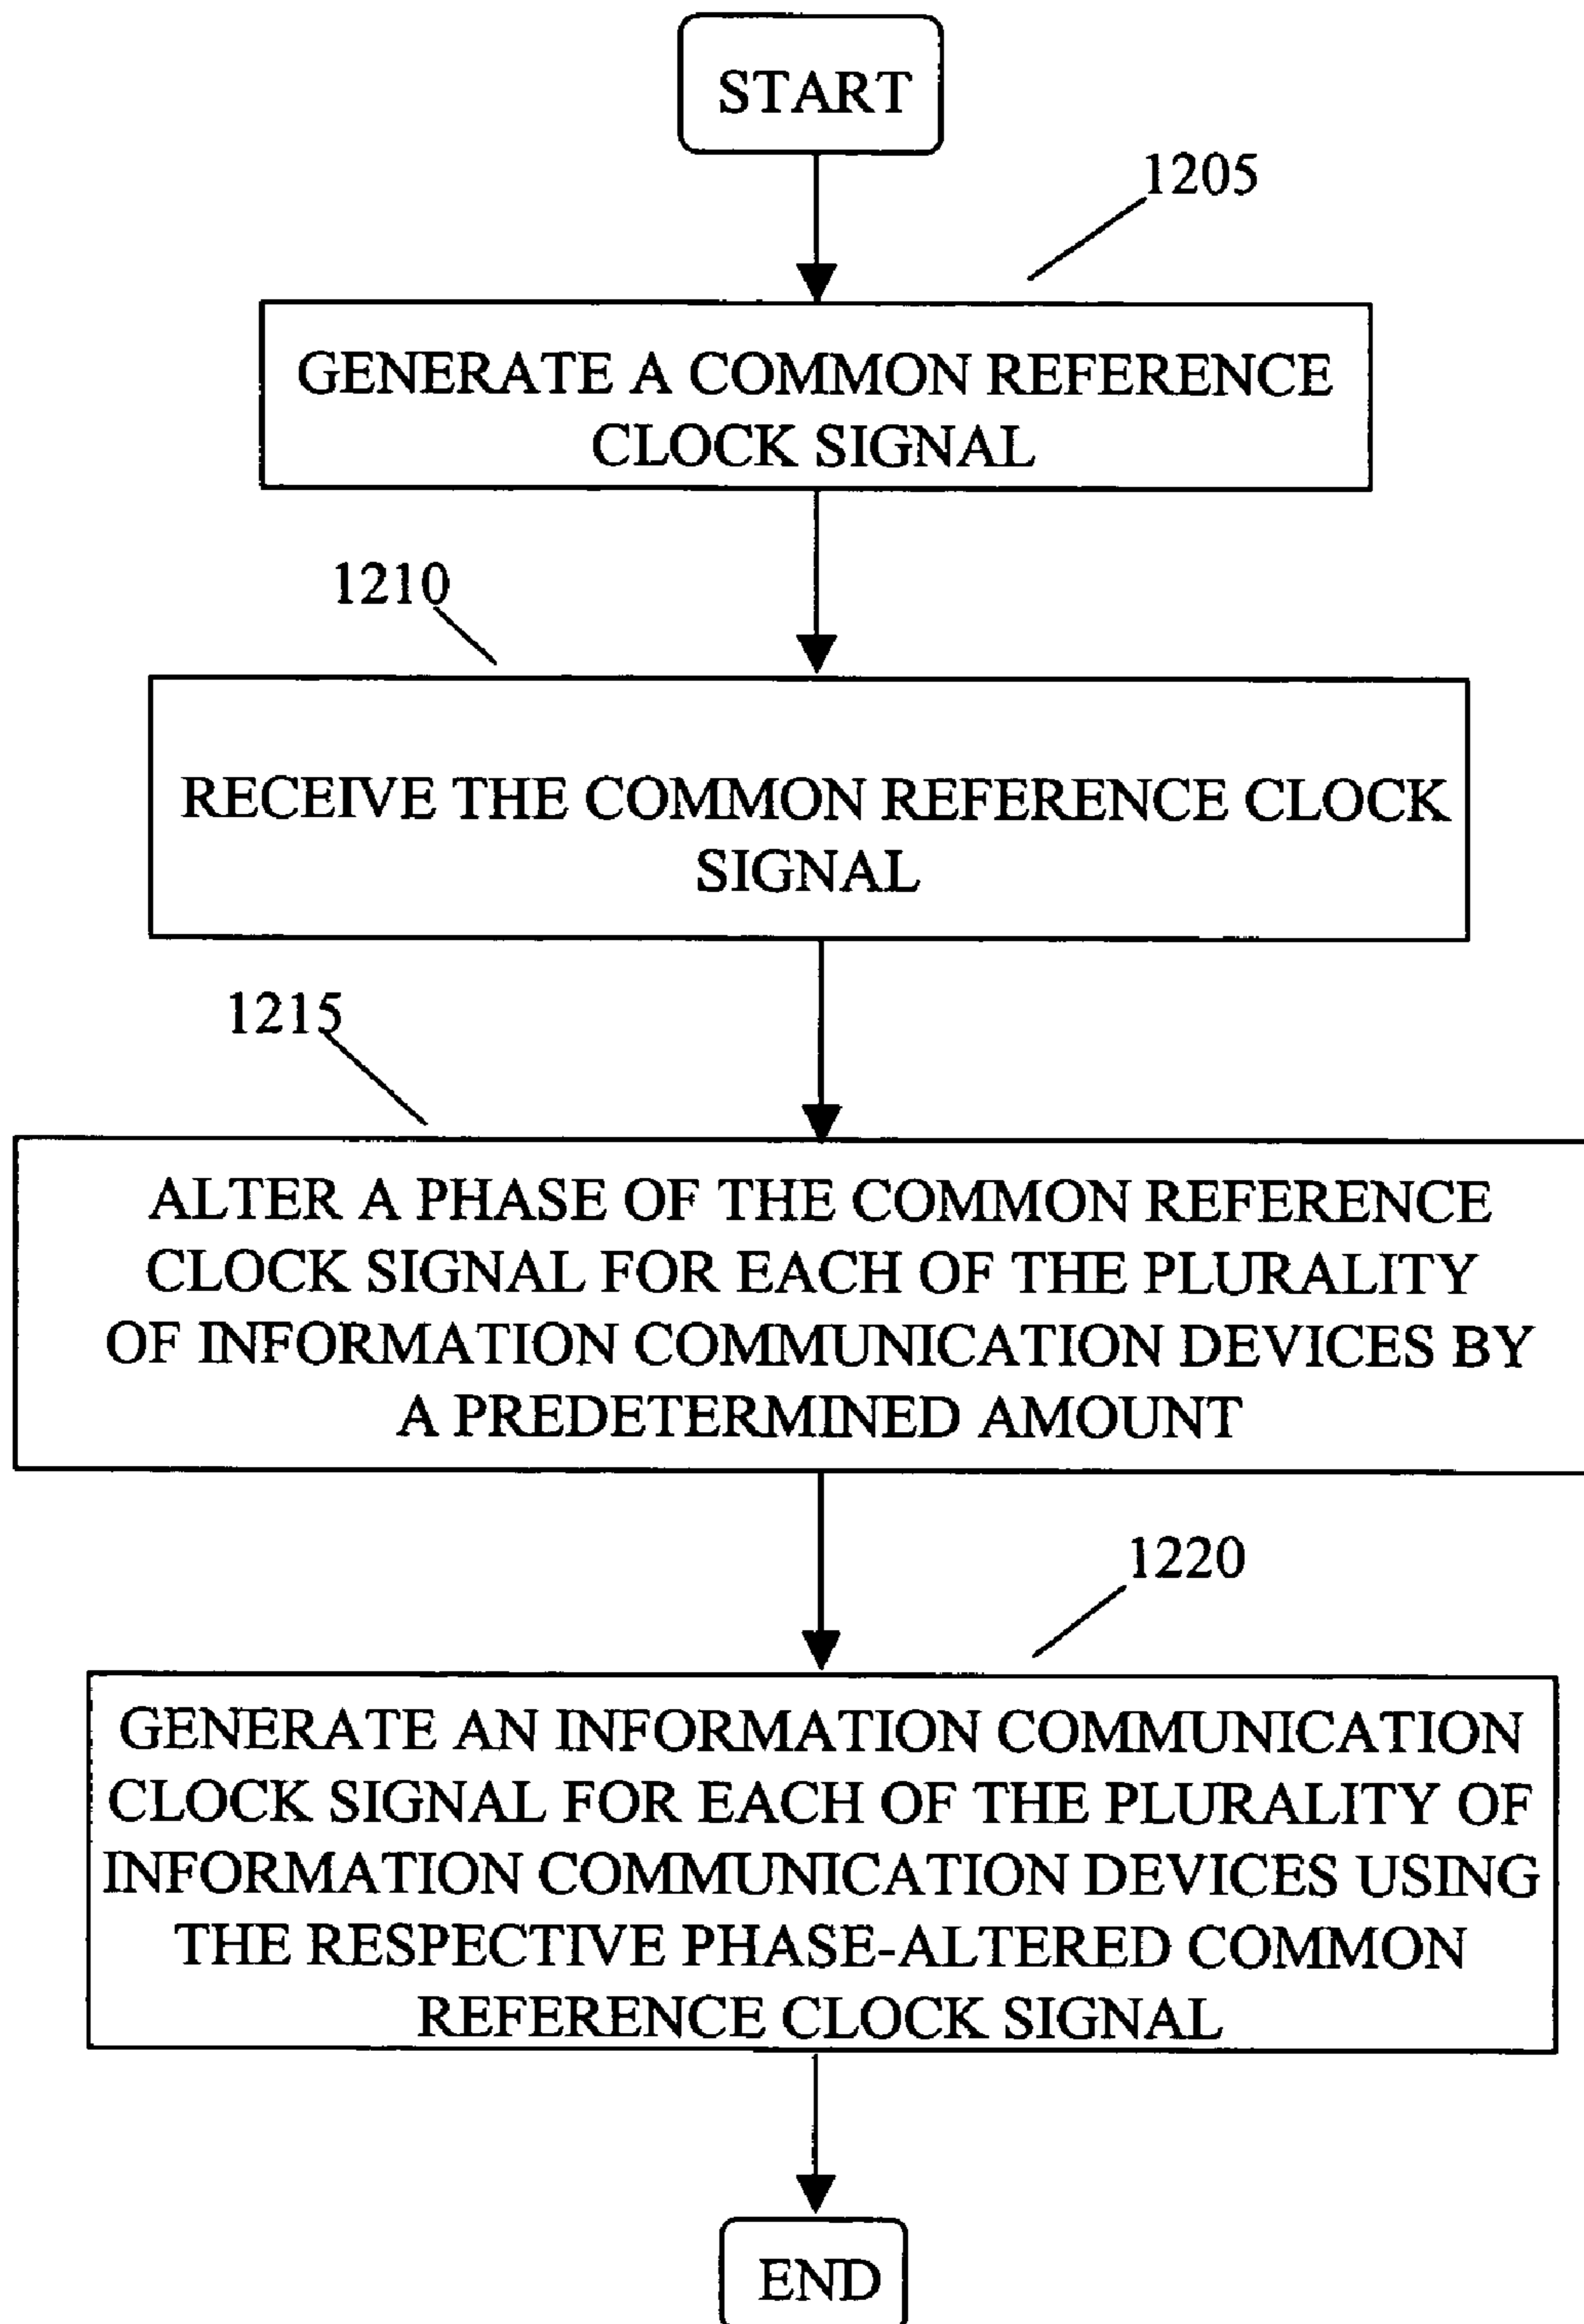 START
1205
GENERATE A COMMON REFERENCE
CLOCK SIGNAL
1210
RECEIVE THE COMMON REFERENCE CLOCK
SIGNAL
1215
ALTER A PHASE OF THE COMMON REFERENCE
CLOCK SIGNAL FOR EACH OF THE PLURALITY
OF INFORMATION COMMUNICATION DEVICES BY
A PREDETERMINED AMOUNT
1220
GENERATE AN INFORMATION COMMUNICATION
CLOCK SIGNAL FOR EACH OF THE PLURALITY OF
INFORMATION COMMUNICATION DEVICES USING
THE RESPECTIVE PHASE-ALTERED COMMON
REFERENCE CLOCK SIGNAL
END